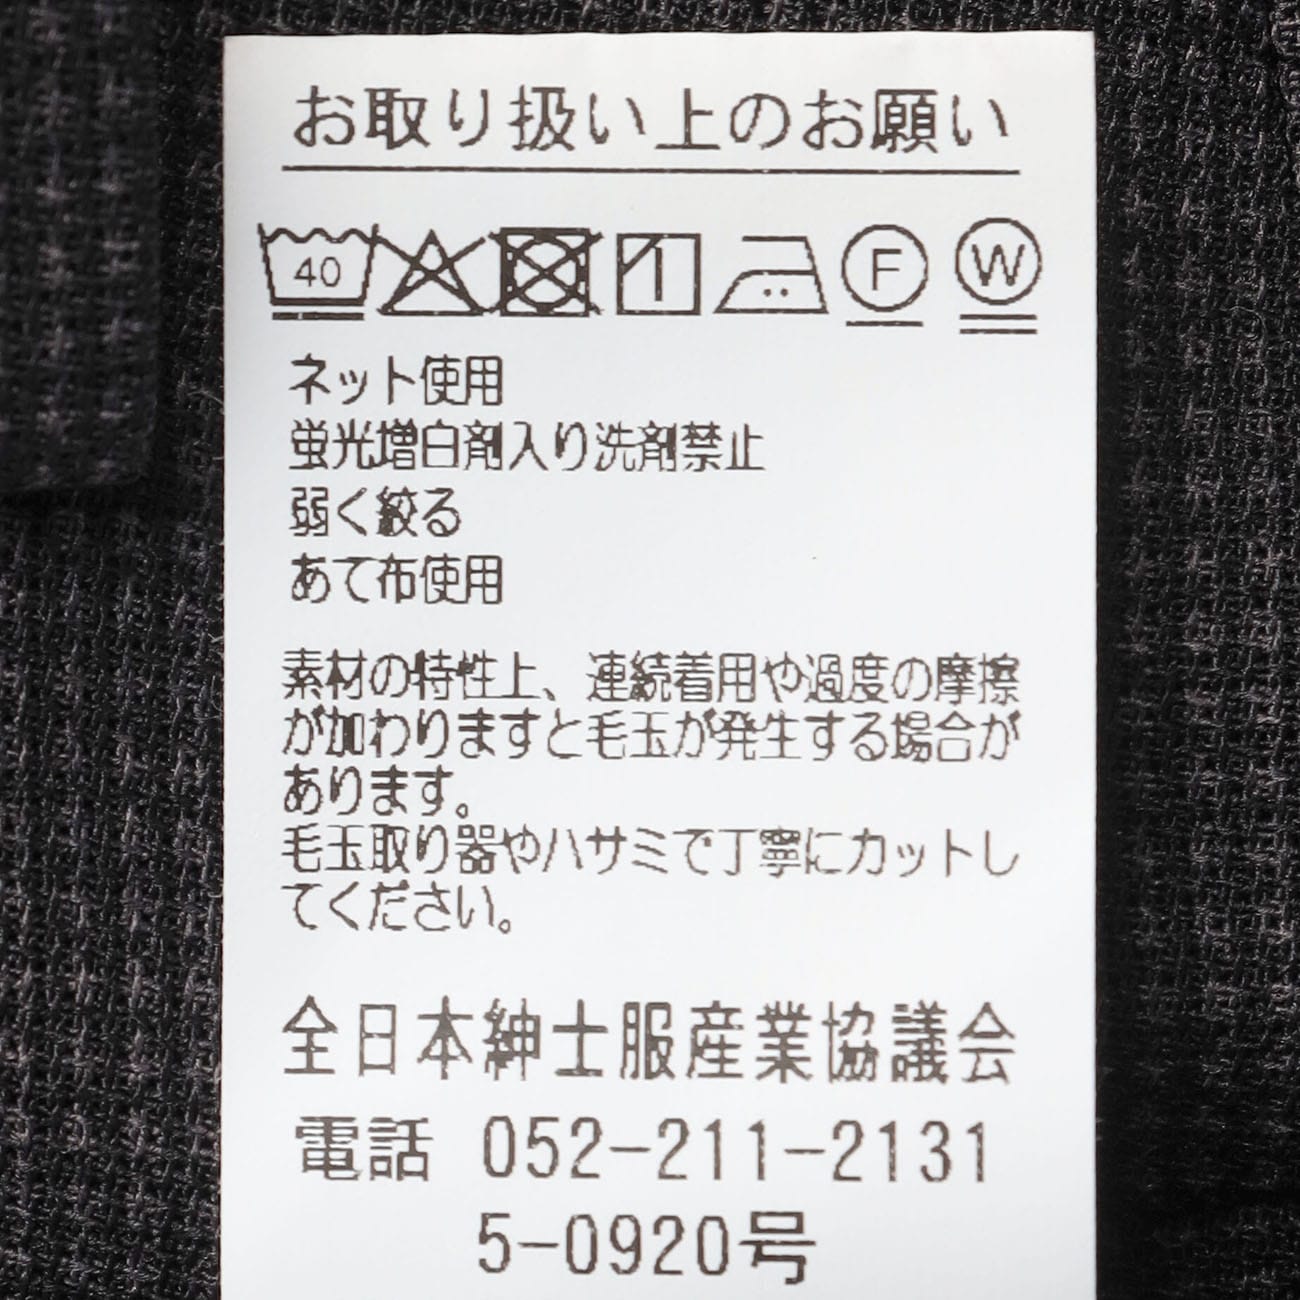 お取り扱い上のお願い
40 F W
ネット使用
蛍光増白剤入り洗剤禁止
弱く絞る
あて布使用
素材の特性上、連続着用や過度の摩擦
が加わりますと毛玉が発生する場合が
あります。
毛玉取り器やハサミで丁寧にカットし
てください。
全日本紳士服産業協議会
電話 052-211-2131
5-0920号